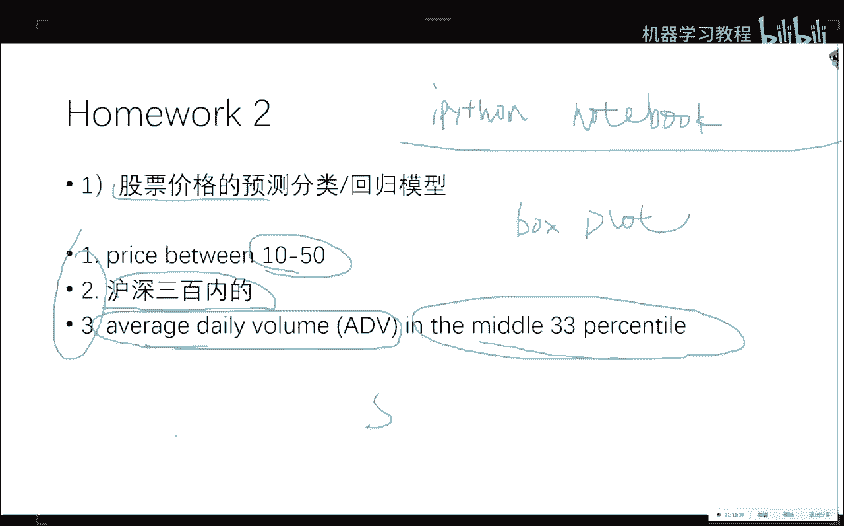 机器学习教程 bilibili
Homework 2
ipython notebook
• 1）股票价格的预测分类/回归模型
box plot
• 1. price between 10-50
• 2. 沪深三百内的
• 3. average daily volume (ADV) in the middle 33 percentile
S